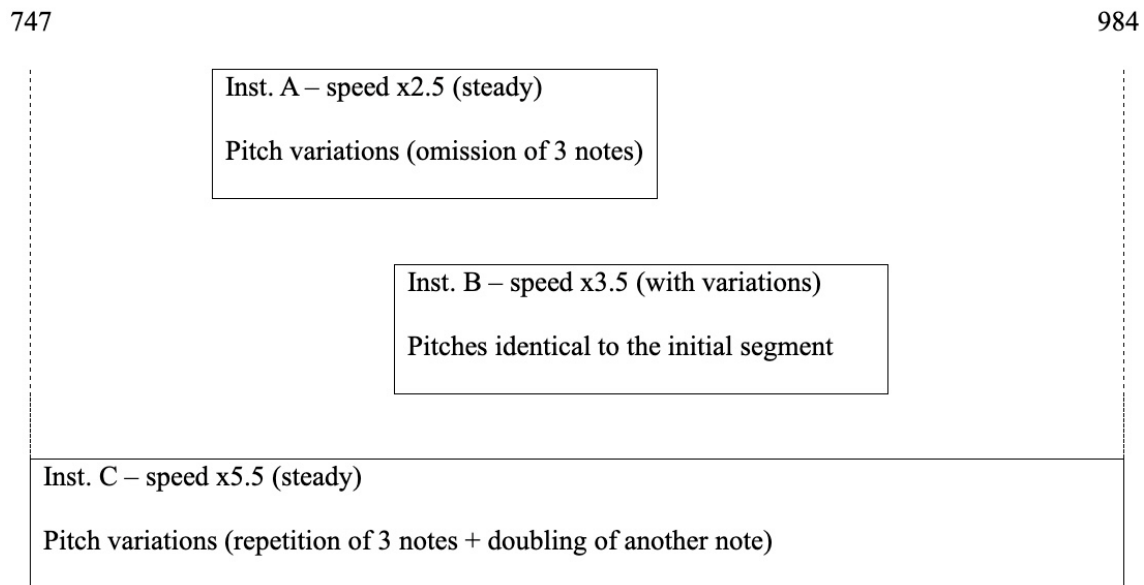 747 984
Inst. A – speed x2.5 (steady)
Pitch variations (omission of 3 notes)
Inst. B – speed x3.5 (with variations)
Pitches identical to the initial segment
Inst. C – speed x5.5 (steady)
Pitch variations (repetition of 3 notes + doubling of another note)